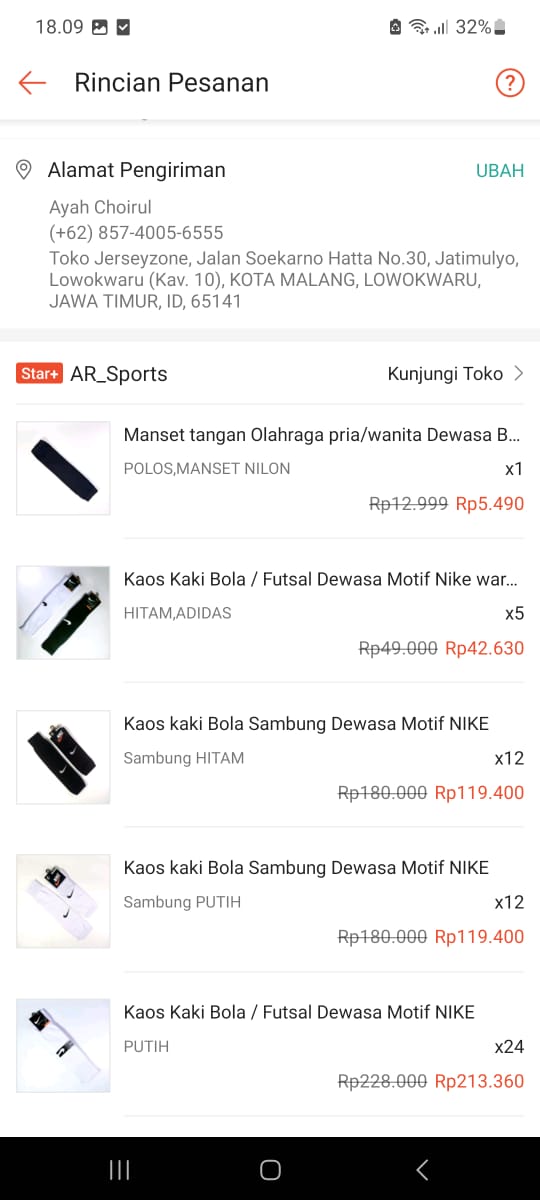 18.09
32%
Rincian Pesanan
?
Alamat Pengiriman
UBAH
Ayah Choirul
(+62) 857-4005-6555
Toko Jerseyzone, Jalan Soekarno Hatta No.30, Jatimulyo,
Lowokwaru (Kav. 10), KOTA MALANG, LOWOKWARU,
JAWA TIMUR, ID, 65141
Star+ AR_Sports
Kunjungi Toko
Manset tangan Olahraga pria/wanita Dewasa B...
POLOS,MANSET NILON
x1
Rp12.999 Rp5.490
Kaos Kaki Bola / Futsal Dewasa Motif Nike war...
HITAM,ADIDAS
x5
Rp49.000 Rp42.630
Kaos kaki Bola Sambung Dewasa Motif NIKE
Sambung HITAM
x12
Rp180.000 Rp119.400
Kaos kaki Bola Sambung Dewasa Motif NIKE
Sambung PUTIH
x12
Rp180.000 Rp119.400
Kaos Kaki Bola / Futsal Dewasa Motif NIKE
PUTIH
x24
Rp228.000 Rp213.360